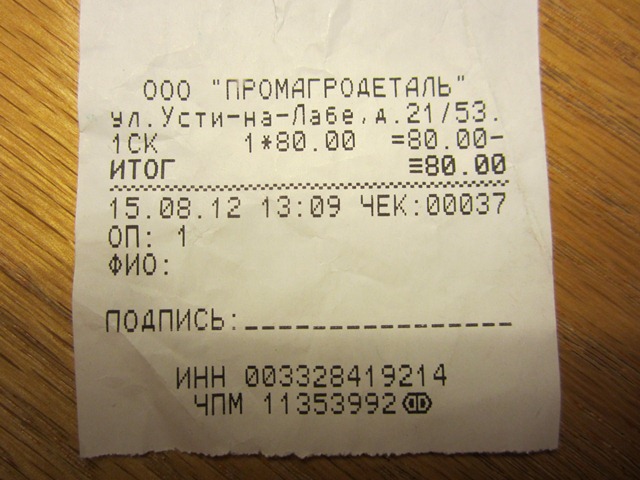 ООО "ПРОМАГРОДЕТАЛЬ"
ул.Усти-на-Лабе,д.21/53.
1СК 1*80.00 =80.00-
ИТОГ ≡80.00
15.08.12 13:09 ЧЕК:00037
ОП: 1
ФИО:
ПОДПИСЬ:________________
ИНН 003328419214
ЧПМ 11353992